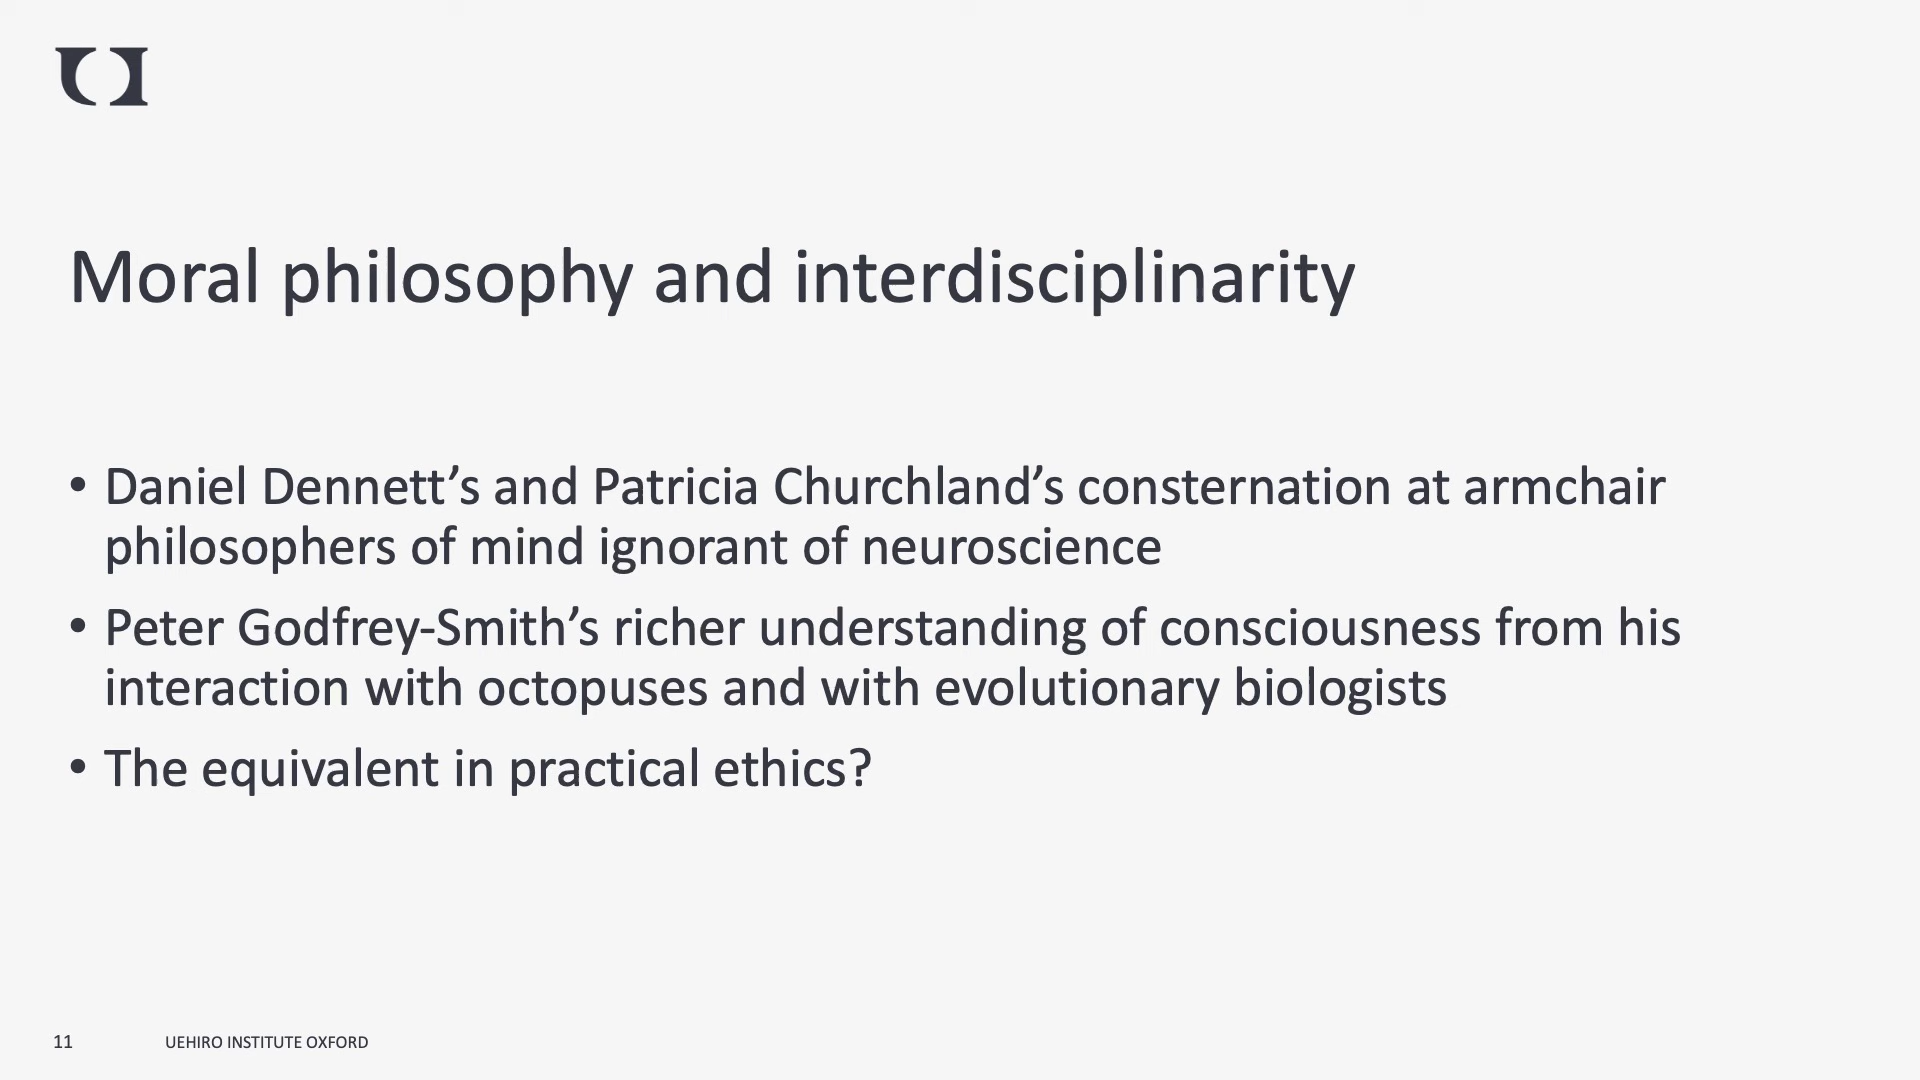 Moral philosophy and interdisciplinarity
• Daniel Dennett’s and Patricia Churchland’s consternation at armchair
philosophers of mind ignorant of neuroscience
• Peter Godfrey-Smith’s richer understanding of consciousness from his
interaction with octopuses and with evolutionary biologists
• The equivalent in practical ethics?
11 UEHIRO INSTITUTE OXFORD